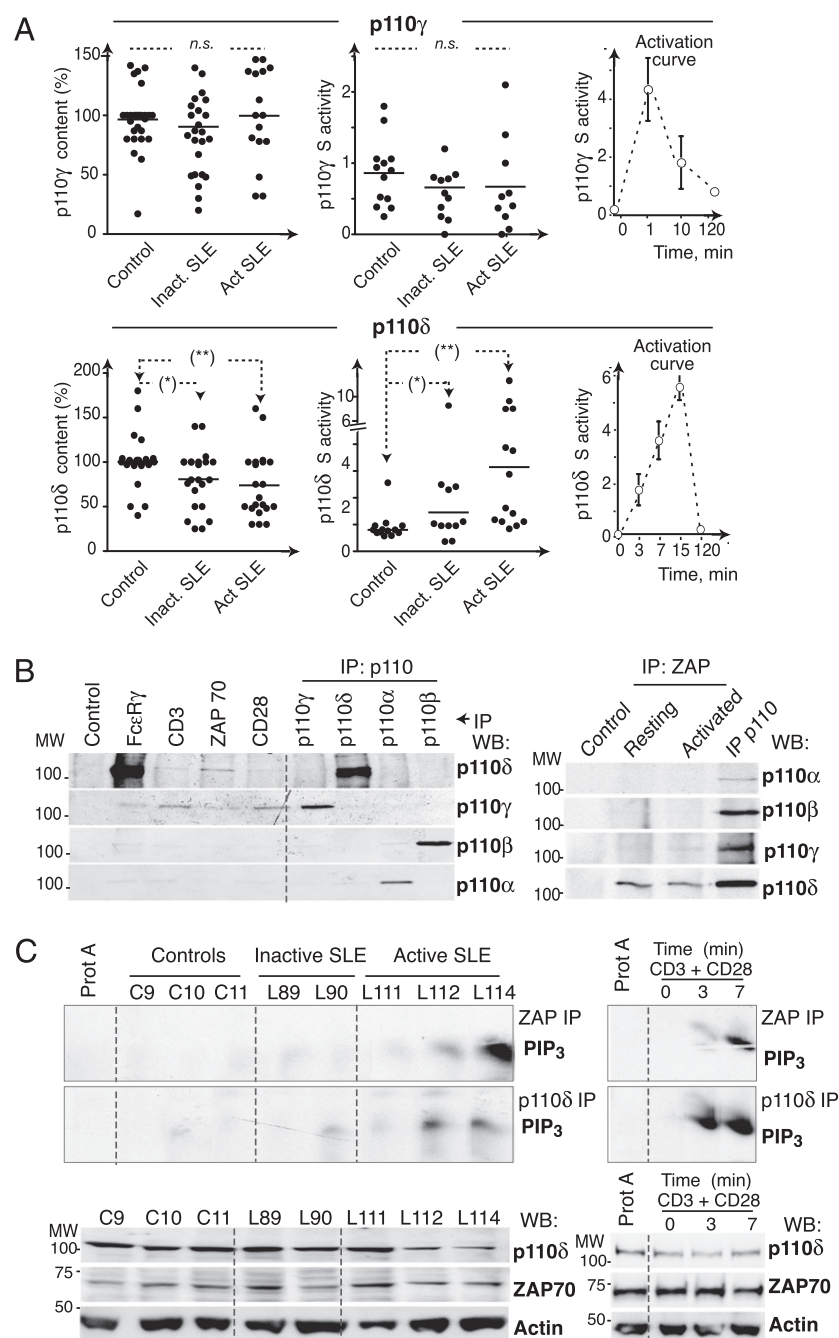 A
p110γ
n.s.
n.s.
Activation
curve
p110γ content (%)
150
100
50
0
p110γ S activity
2
1
0
p110γ S activity
4
2
0
0 1 10 120
Time, min
Control
Inact. SLE
Act SLE
Control
Inact. SLE
Act SLE
p110δ
(**)
(*)
(**)
(*)
Activation
curve
p110δ content (%)
200
150
100
50
0
p110δ S activity
10
6
4
2
0
p110δ S activity
6
4
2
0
0 3 7 15 120
Time, min
Control
Inact. SLE
Act SLE
Control
Inact. SLE
Act SLE
B
IP: p110
Control
FcεRγ
CD3
ZAP 70
CD28
p110γ
p110δ
p110α
p110β
IP
MW
WB:
100
p110δ
100
p110γ
100
p110β
100
p110α
IP: ZAP
Control
Resting
Activated
IP p110
WB:
MW
100
p110α
100
p110β
100
p110γ
100
p110δ
C
Prot A
Controls
Inactive SLE
Active SLE
C9 C10 C11 L89 L90 L111 L112 L114
ZAP IP
PIP3
p110δ IP
PIP3
Prot A
Time (min)
CD3 + CD28
0 3 7
ZAP IP
PIP3
p110δ IP
PIP3
C9 C10 C11 L89 L90 L111 L112 L114 WB:
MW
100
p110δ
75
ZAP70
50
Actin
Prot A
Time (min)
CD3 + CD28
0 3 7 WB:
MW
100
p110δ
75
ZAP70
50
Actin